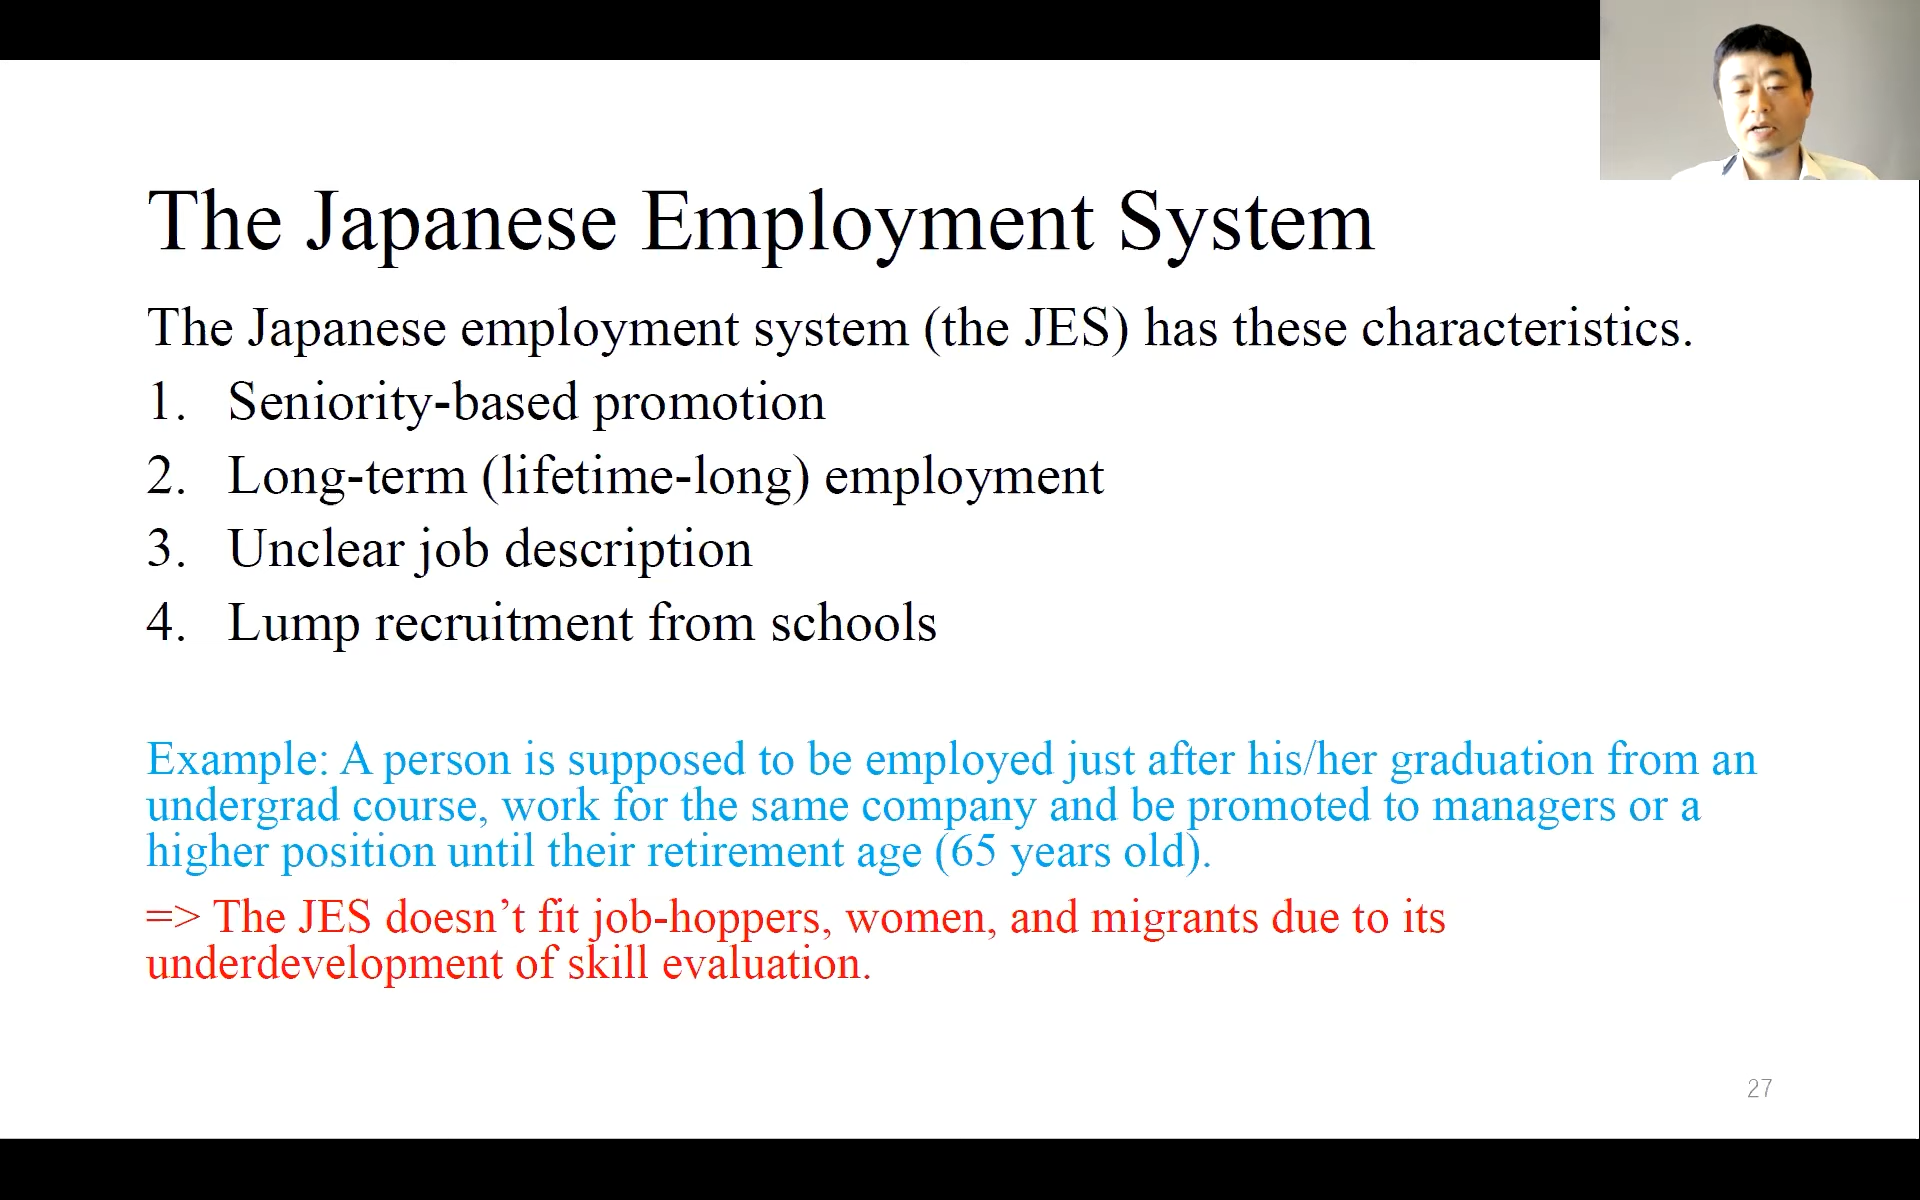 The Japanese Employment System
The Japanese employment system (the JES) has these characteristics.
1. Seniority-based promotion
2. Long-term (lifetime-long) employment
3. Unclear job description
4. Lump recruitment from schools
Example: A person is supposed to be employed just after his/her graduation from an
undergrad course, work for the same company and be promoted to managers or a
higher position until their retirement age (65 years old).
=> The JES doesn’t fit job-hoppers, women, and migrants due to its
underdevelopment of skill evaluation.
27